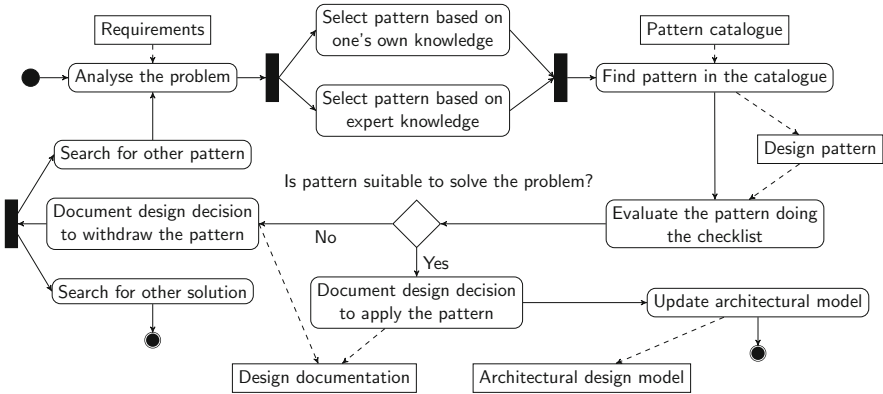 Requirements
Select pattern based on
one's own knowledge
Pattern catalogue
Analyse the problem
Find pattern in the catalogue
Select pattern based on
expert knowledge
Search for other pattern
Design pattern
Is pattern suitable to solve the problem?
Document design decision
to withdraw the pattern
No
Evaluate the pattern doing
the checklist
Yes
Search for other solution
Document design decision
to apply the pattern
Update architectural model
Design documentation
Architectural design model